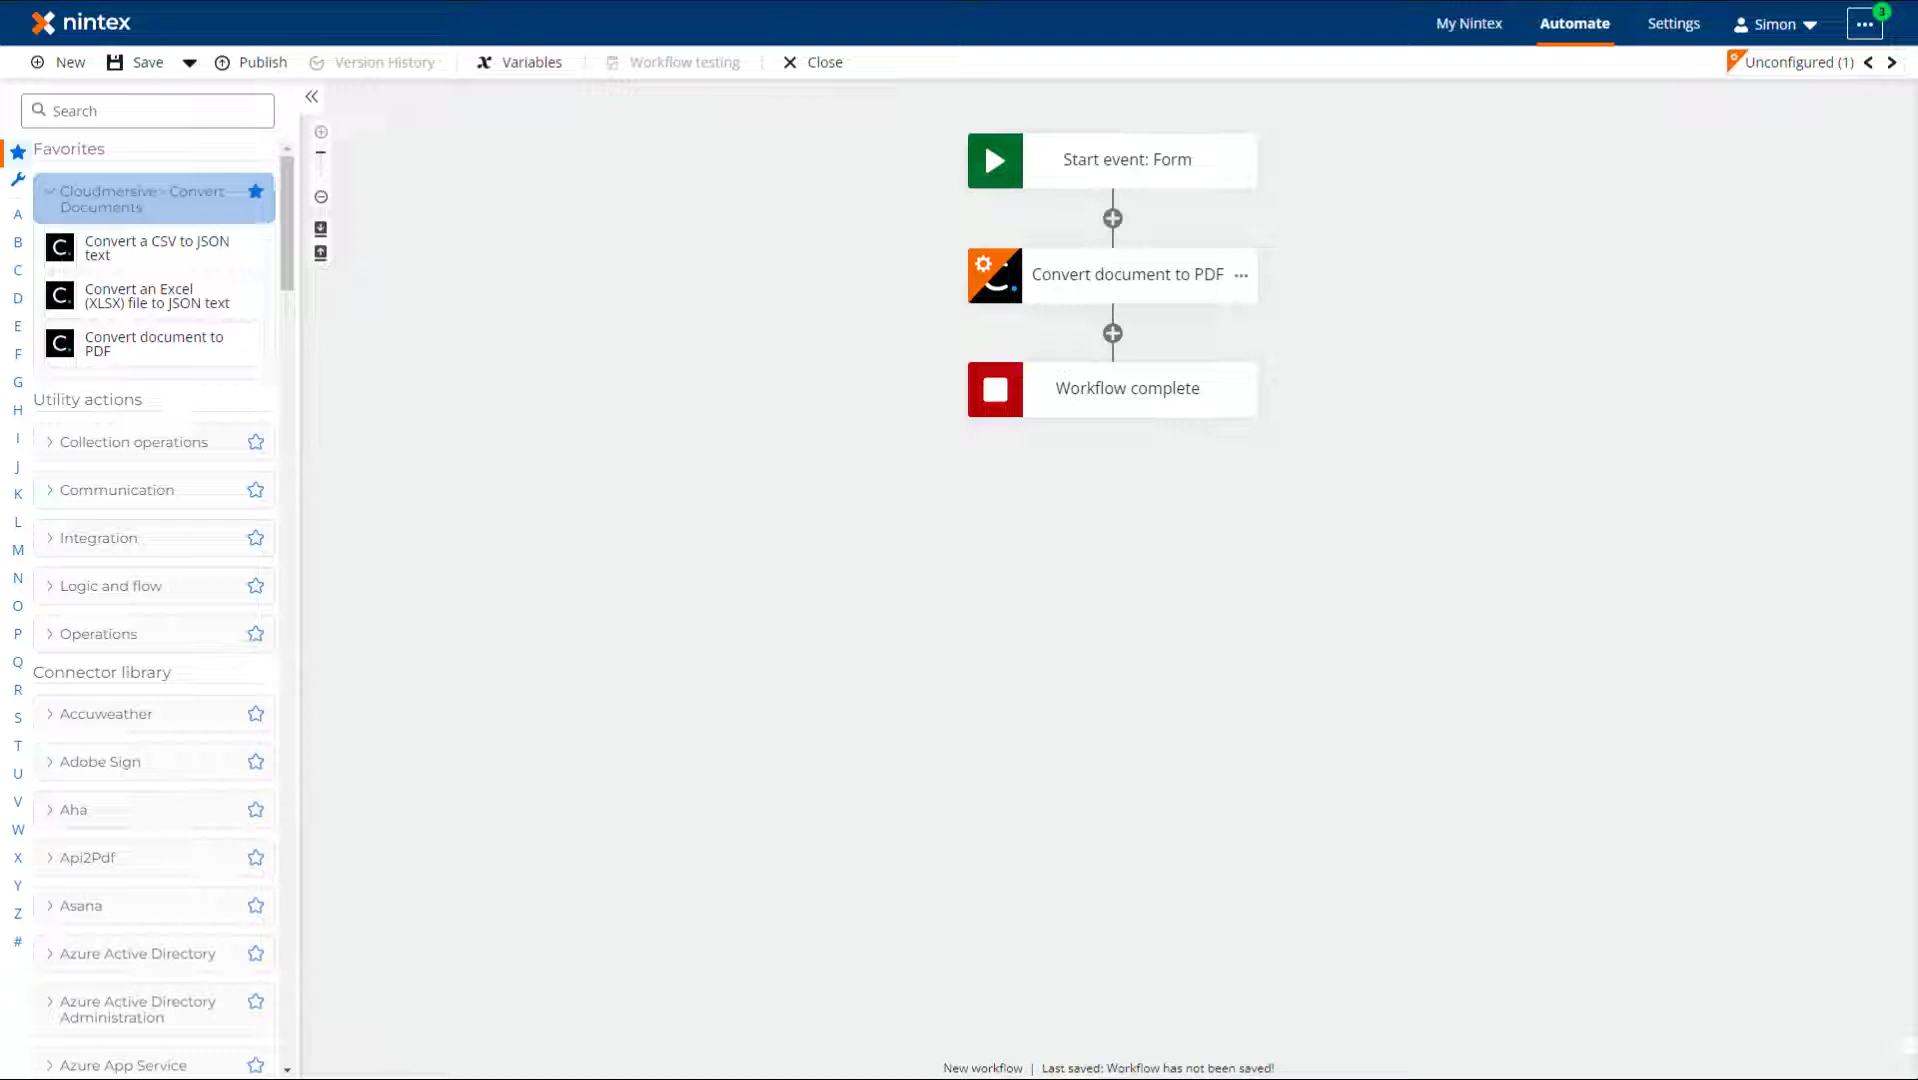 nintex
My Nintex
Automate
Settings
Simon
3
New
Save
Publish
Version History
Variables
Workflow testing
Close
Unconfigured (1)
Search
Favorites
Cloudmersive - Convert
Documents
Convert a CSV to JSON
text
Convert an Excel
(XLSX) file to JSON text
Convert document to
PDF
Utility actions
Collection operations
Communication
Integration
Logic and flow
Operations
Connector library
Accuweather
Adobe Sign
Aha
Api2Pdf
Asana
Azure Active Directory
Azure Active Directory
Administration
Azure App Service
A
B
C
D
E
F
G
H
I
J
K
L
M
N
O
P
Q
R
S
T
U
V
W
X
Y
Z
#
Start event: Form
Convert document to PDF
Workflow complete
New workflow | Last saved: Workflow has not been saved!